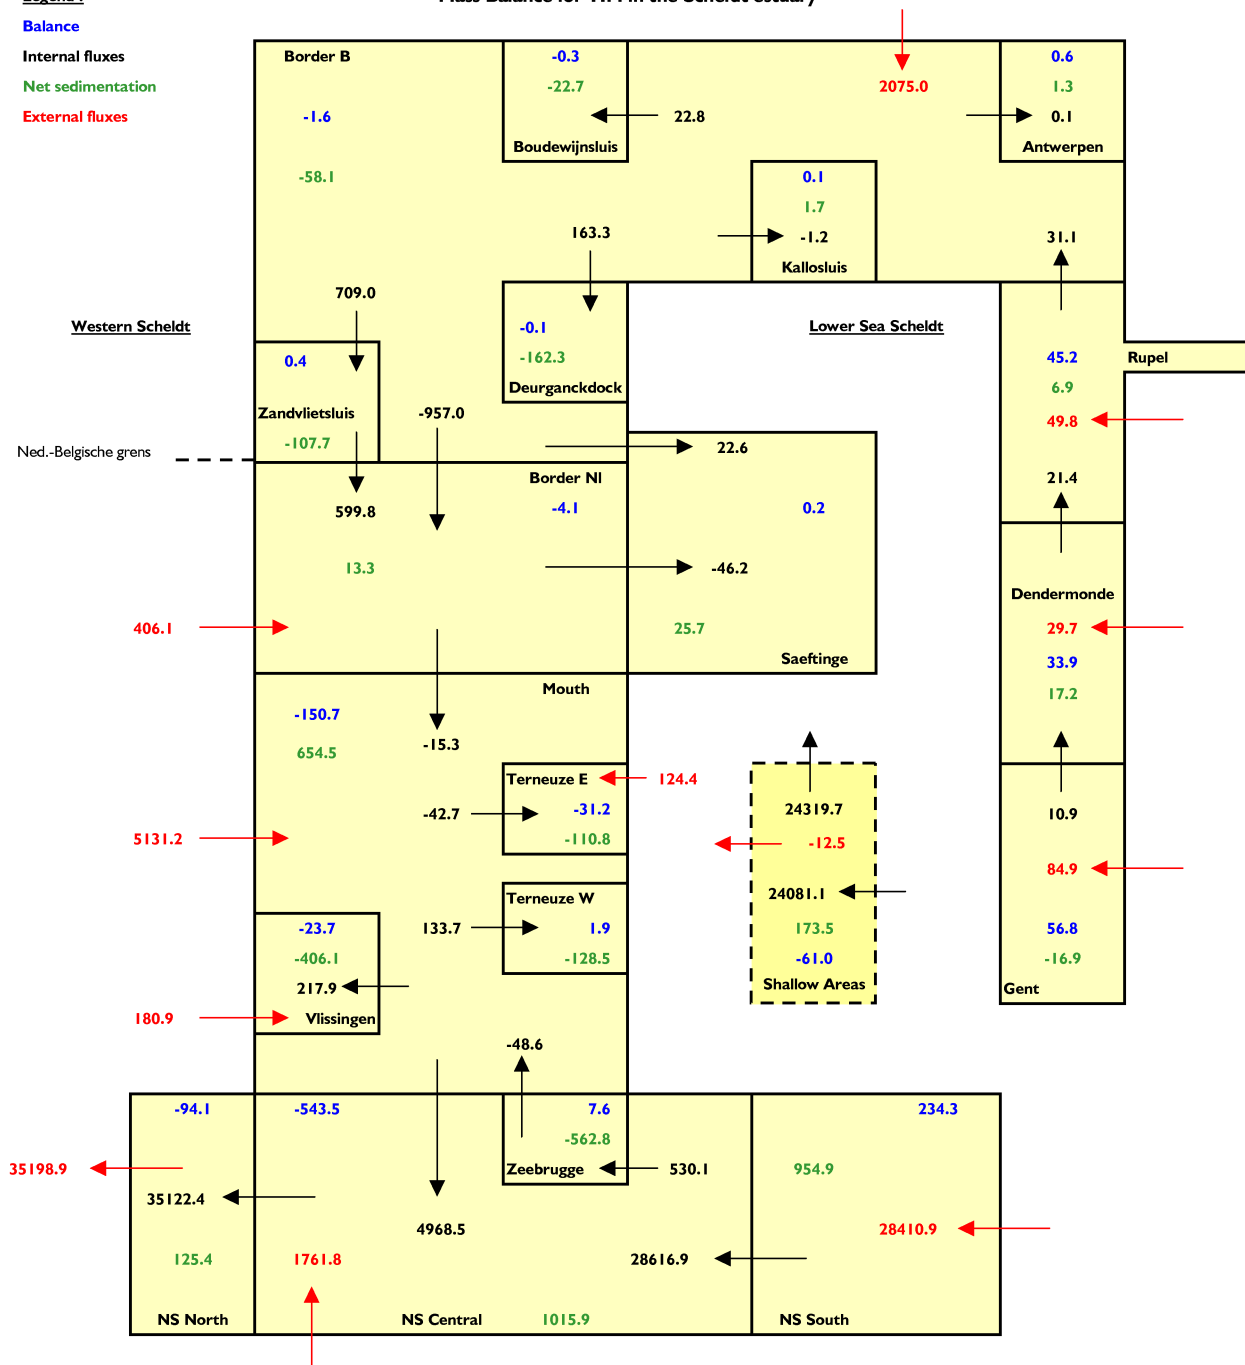 Legend :
Mass Balance for TIM in the Scheldt estuary
Balance
Internal fluxes
Net sedimentation
External fluxes
Border B
-0.3
0.6
-22.7
2075.0
1.3
-1.6
22.8
0.1
Boudewijnsluis
Antwerpen
-58.1
0.1
1.7
163.3
-1.2
31.1
Kallosluis
709.0
Western Scheldt
-0.1
Lower Sea Scheldt
0.4
-162.3
45.2
Rupel
Deurganckdock
6.9
Zandvlietsluis
-957.0
49.8
-107.7
Ned.-Belgische grens
22.6
Border Nl
21.4
599.8
-4.1
0.2
13.3
-46.2
Dendermonde
406.1
25.7
29.7
Saeftinge
33.9
Mouth
17.2
-150.7
654.5
-15.3
Terneuze E
124.4
-42.7
-31.2
24319.7
10.9
5131.2
-110.8
-12.5
84.9
Terneuze W
24081.1
-23.7
133.7
1.9
173.5
56.8
-406.1
-128.5
-61.0
-16.9
217.9
Shallow Areas
Gent
180.9
Vlissingen
-48.6
-94.1
-543.5
7.6
234.3
-562.8
35198.9
Zeebrugge
530.1
954.9
35122.4
4968.5
28410.9
125.4
1761.8
28616.9
NS North
NS Central
1015.9
NS South